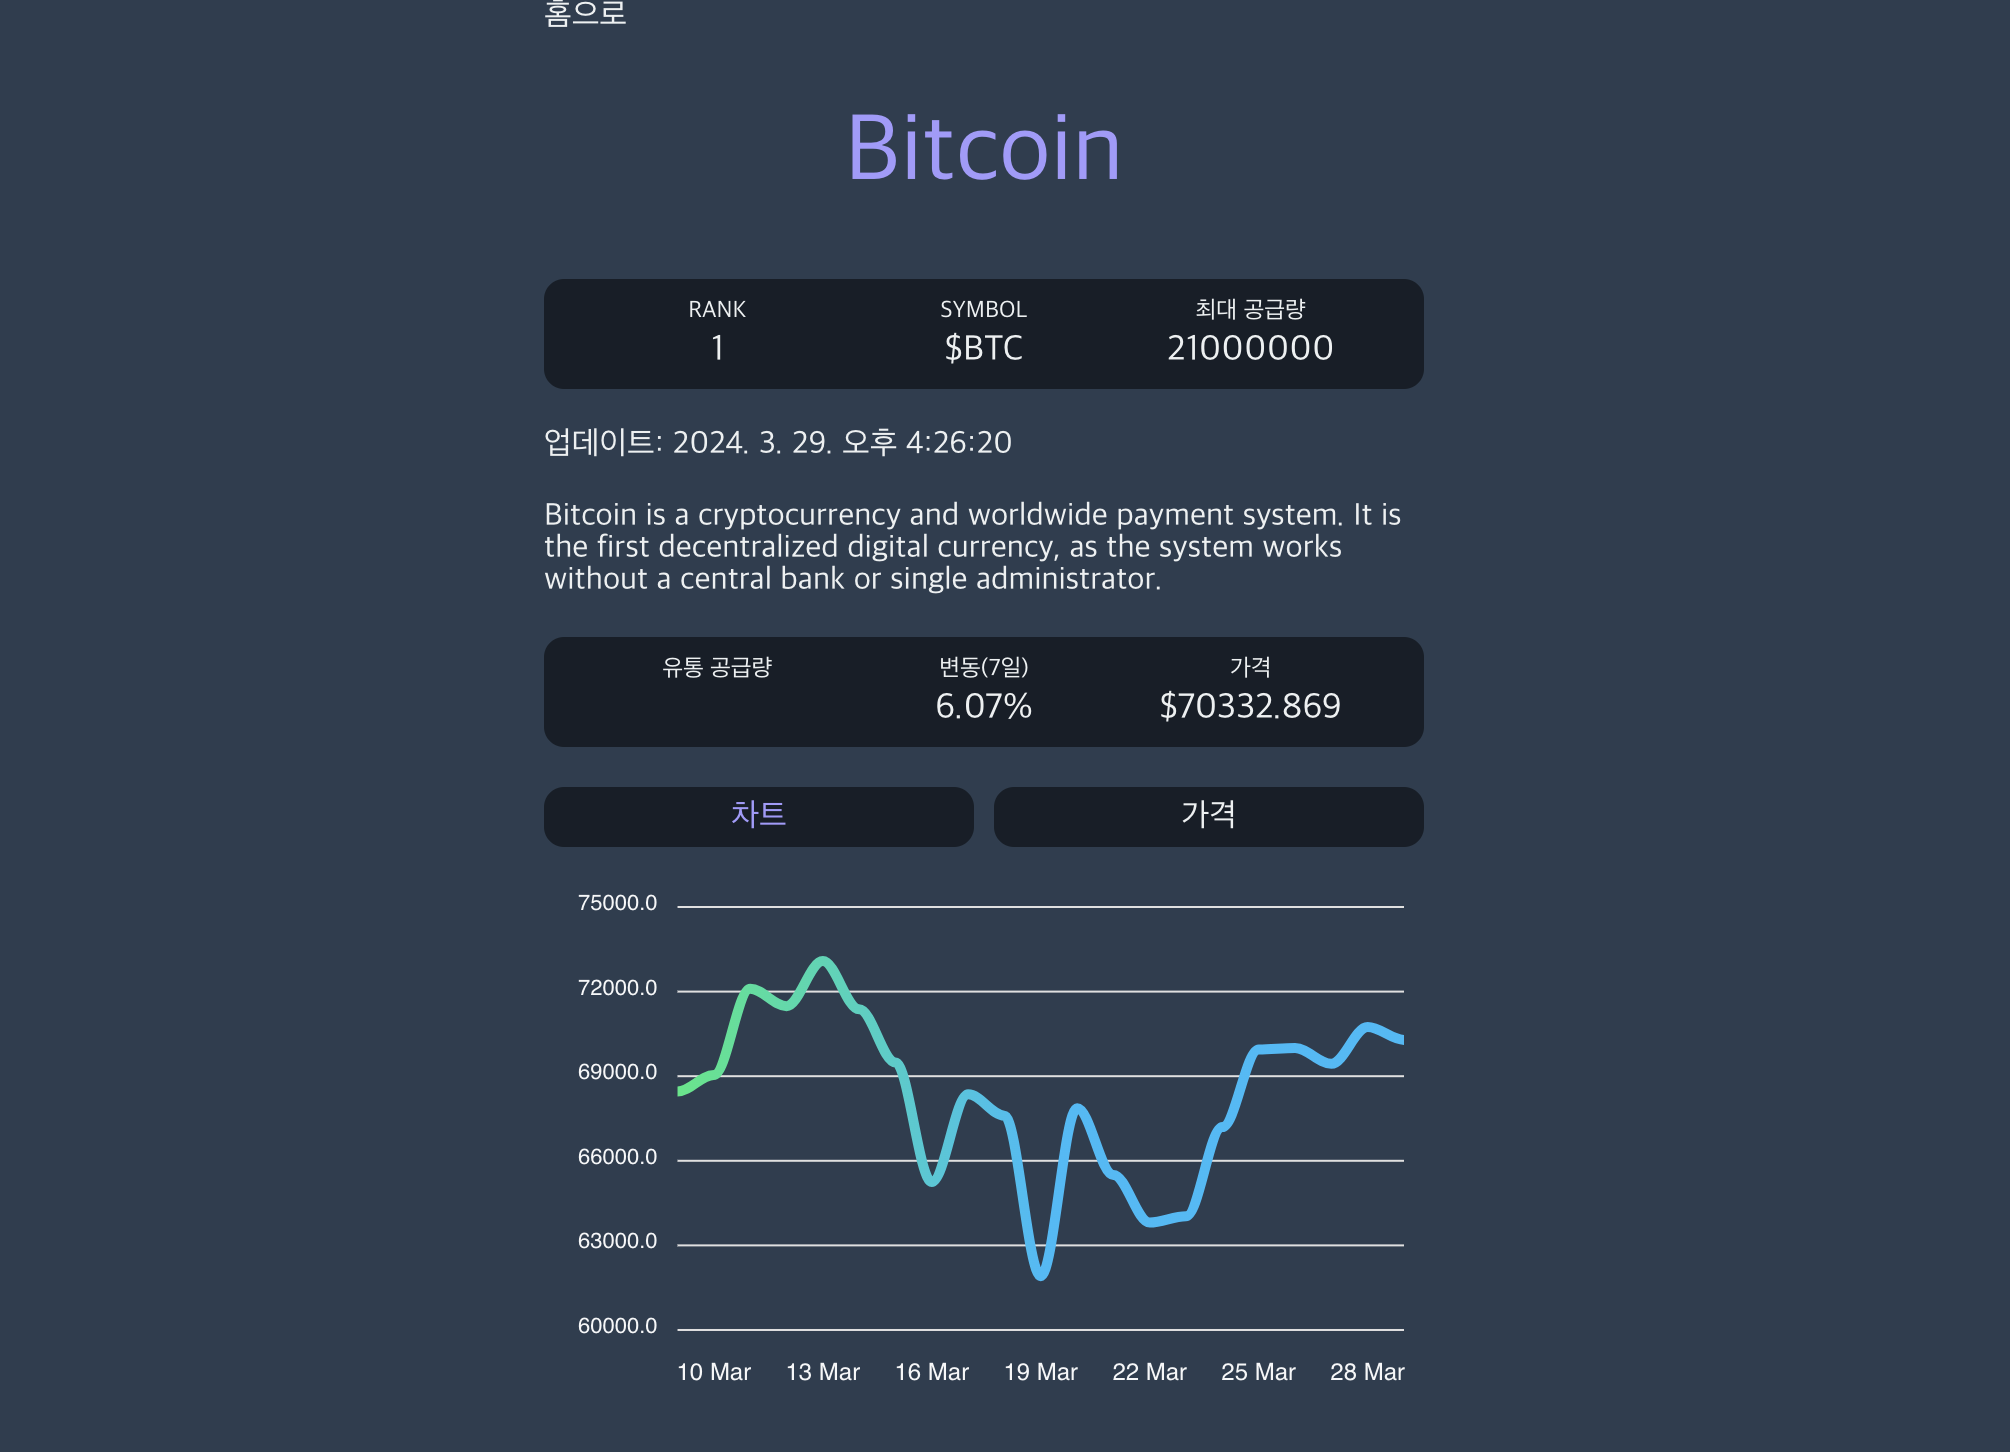 홈으로
Bitcoin
RANK SYMBOL 최대 공급량
1 $BTC 21000000
업데이트: 2024. 3. 29. 오후 4:26:20
Bitcoin is a cryptocurrency and worldwide payment system. It is
the first decentralized digital currency, as the system works
without a central bank or single administrator.
유통 공급량 변동(7일) 가격
6.07% $70332.869
차트 가격
75000.0
72000.0
69000.0
66000.0
63000.0
60000.0
10 Mar 13 Mar 16 Mar 19 Mar 22 Mar 25 Mar 28 Mar